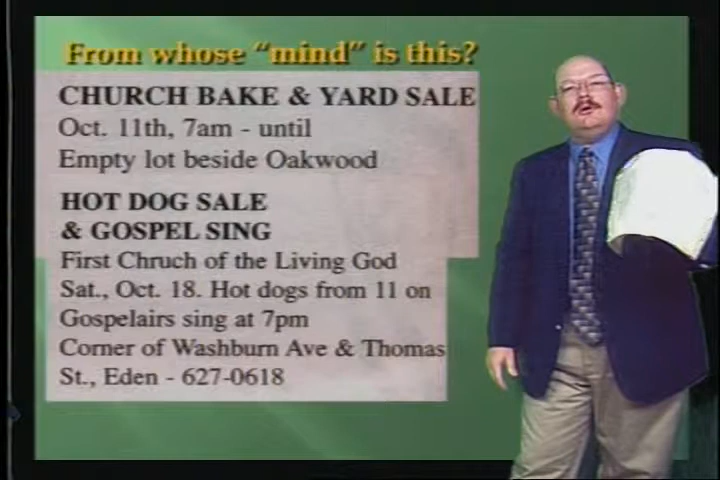 From whose “mind” is this?
CHURCH BAKE & YARD SALE
Oct. 11th, 7am - until
Empty lot beside Oakwood
HOT DOG SALE
& GOSPEL SING
First Chruch of the Living God
Sat., Oct. 18. Hot dogs from 11 on
Gospelairs sing at 7pm
Corner of Washburn Ave & Thomas
St., Eden - 627-0618